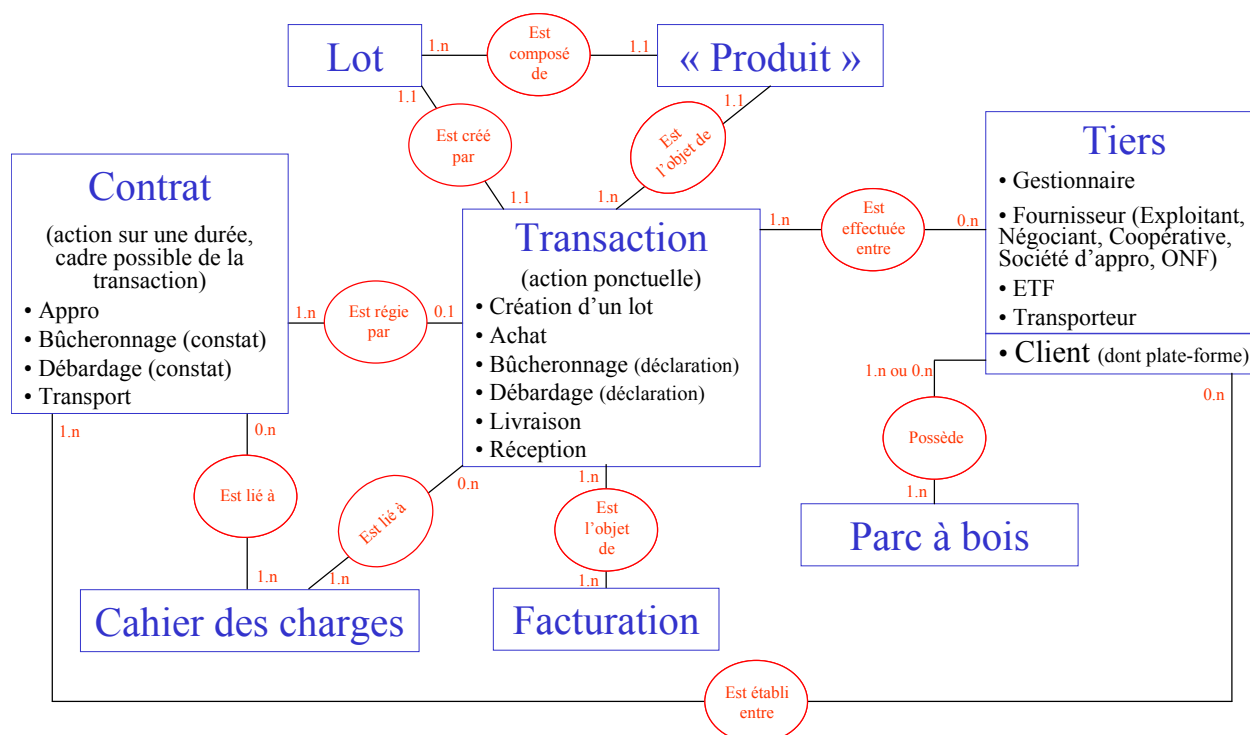 Lot
1.n
Est
composé
de
1.1
« Produit »
1.1
Est créé
par
1.1
1.1
Est
l’objet de
1.n
Contrat
(action sur une durée,
cadre possible de la
transaction)
• Appro
• Bûcheronnage (constat)
• Débardage (constat)
• Transport
1.n
Est régie
par
0.1
Transaction
(action ponctuelle)
• Création d’un lot
• Achat
• Bûcheronnage (déclaration)
• Débardage (déclaration)
• Livraison
• Réception
1.n
Est
effectuée
entre
0.n
Tiers
• Gestionnaire
• Fournisseur (Exploitant,
Négociant, Coopérative,
Société d’appro, ONF)
• ETF
• Transporteur
• Client (dont plate-forme)
1.n ou 0.n
Possède
1.n
Parc à bois
0.n
1.n
0.n
Est lié à
1.n
0.n
Est lié à
1.n
Cahier des charges
1.n
Est
l’objet
de
1.n
Facturation
Est établi
entre